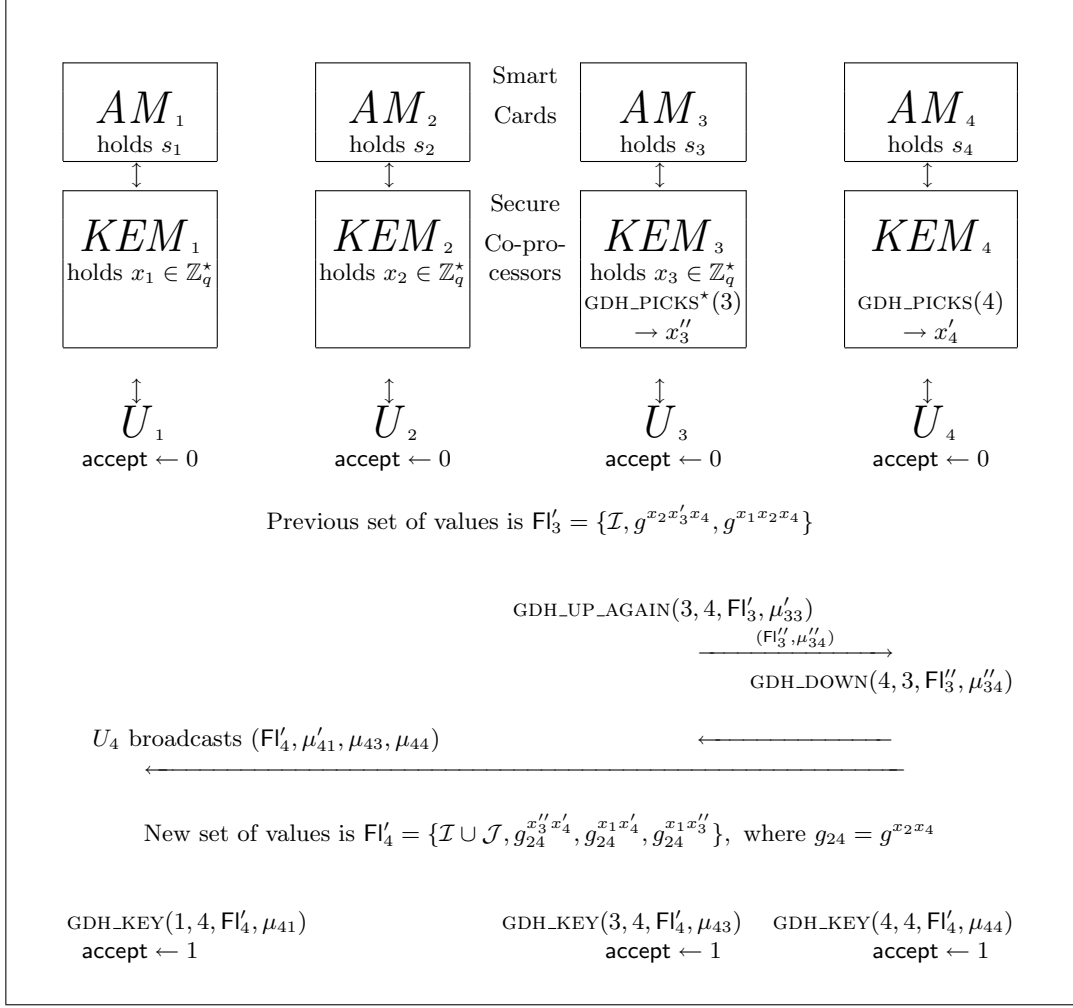 Smart
AM₁ AM₂ Cards AM₃ AM₄
holds s₁ holds s₂ holds s₃ holds s₄
↕ ↕ ↕ ↕
Secure
KEM₁ KEM₂ Co-pro- KEM₃ KEM₄
holds x₁ ∈ ℤ_q^⋆ holds x₂ ∈ ℤ_q^⋆ cessors holds x₃ ∈ ℤ_q^⋆
GDH_PICKS^⋆(3) GDH_PICKS(4)
→ x₃'' → x₄'
↕ ↕ ↕ ↕
U₁ U₂ U₃ U₄
accept ← 0 accept ← 0 accept ← 0 accept ← 0
Previous set of values is Fl₃' = {𝓘, g^{x₂x₃'x₄}, g^{x₁x₂x₄}}
GDH_UP_AGAIN(3, 4, Fl₃', μ₃₃')
(Fl₃'',μ₃₄'')
GDH_DOWN(4, 3, Fl₃'', μ₃₄'')
U₄ broadcasts (Fl₄', μ₄₁', μ₄₃, μ₄₄)
New set of values is Fl₄' = {𝓘 ∪ 𝓙, g₂₄^{x₃''x₄'}, g₂₄^{x₁x₄'}, g₂₄^{x₁x₃''}}, where g₂₄ = g^{x₂x₄}
GDH_KEY(1, 4, Fl₄', μ₄₁) GDH_KEY(3, 4, Fl₄', μ₄₃) GDH_KEY(4, 4, Fl₄', μ₄₄)
accept ← 1 accept ← 1 accept ← 1